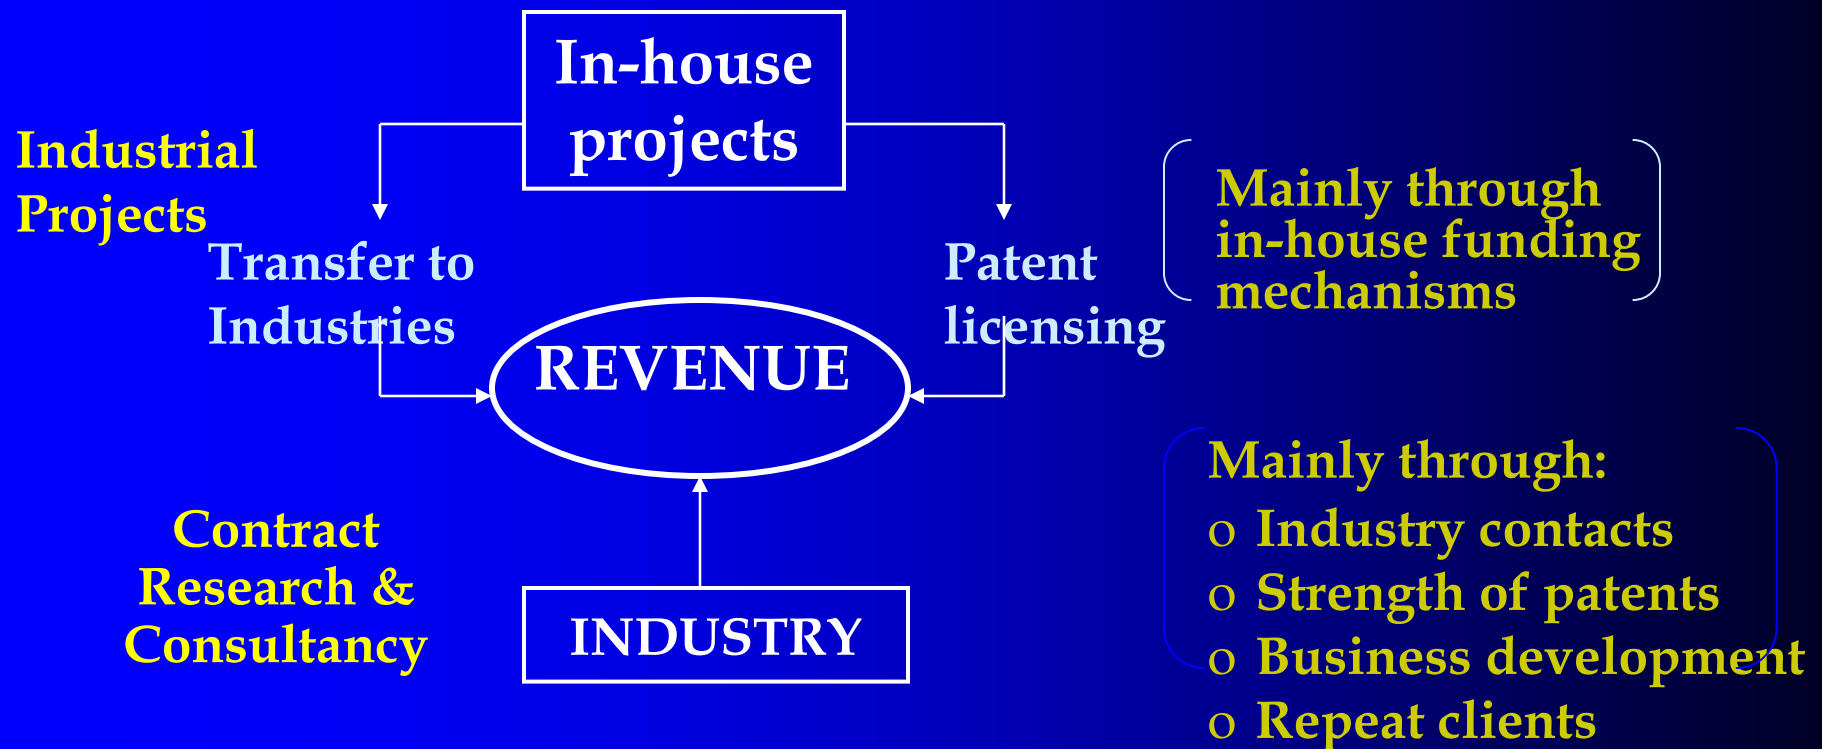 In-house
projects
Industrial
Projects
Transfer to
Industries
Patent
licensing
Mainly through
in-house funding
mechanisms
REVENUE
Contract
Research &
Consultancy
INDUSTRY
Mainly through:
o Industry contacts
o Strength of patents
o Business development
o Repeat clients